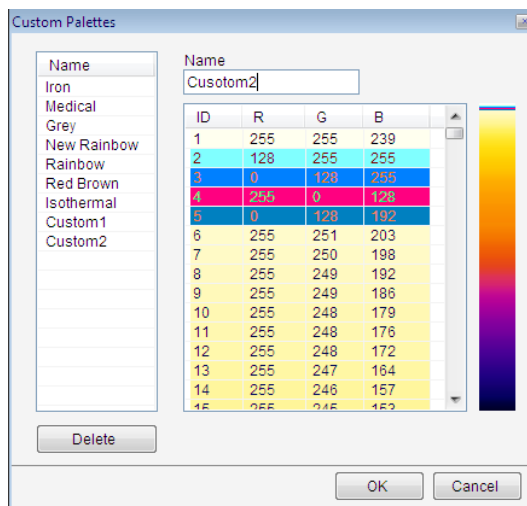 Custom Palettes
Name
Iron
Medical
Grey
New Rainbow
Rainbow
Red Brown
Isothermal
Custom1
Custom2
Delete
Name
Cusotom2
ID R G B
1 255 255 239
2 128 255 255
3 0 128 255
4 255 0 128
5 0 128 192
6 255 251 203
7 255 250 198
8 255 249 192
9 255 249 186
10 255 248 179
11 255 248 176
12 255 248 172
13 255 247 164
14 255 246 157
15 255 245 153
OK Cancel